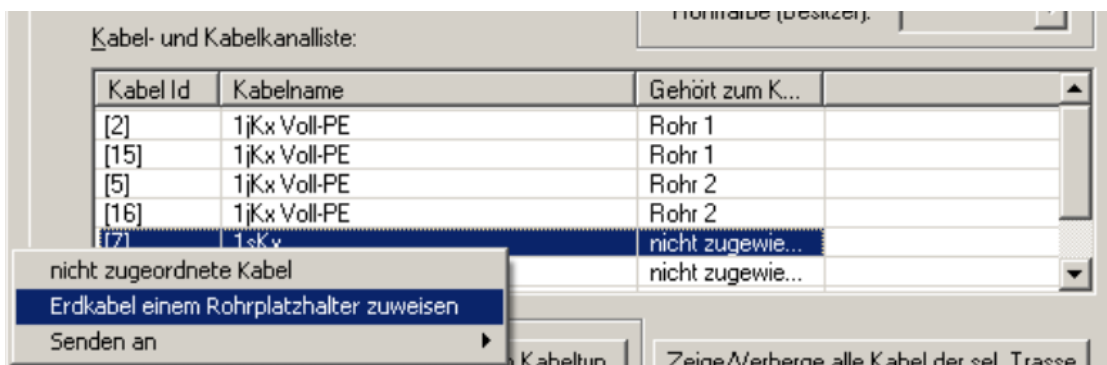 Rohrfarbe (Besitzer):
Kabel- und Kabelkanalliste:
Kabel Id Kabelname Gehört zum K...
[2] 1jKx Voll-PE Rohr 1
[15] 1jKx Voll-PE Rohr 1
[5] 1jKx Voll-PE Rohr 2
[16] 1jKx Voll-PE Rohr 2
[7] 1sKx nicht zugewie...
nicht zugewie...
nicht zugeordnete Kabel
Erdkabel einem Rohrplatzhalter zuweisen
Senden an
Kabeltyp Zeige/Verberge alle Kabel der sel. Trasse